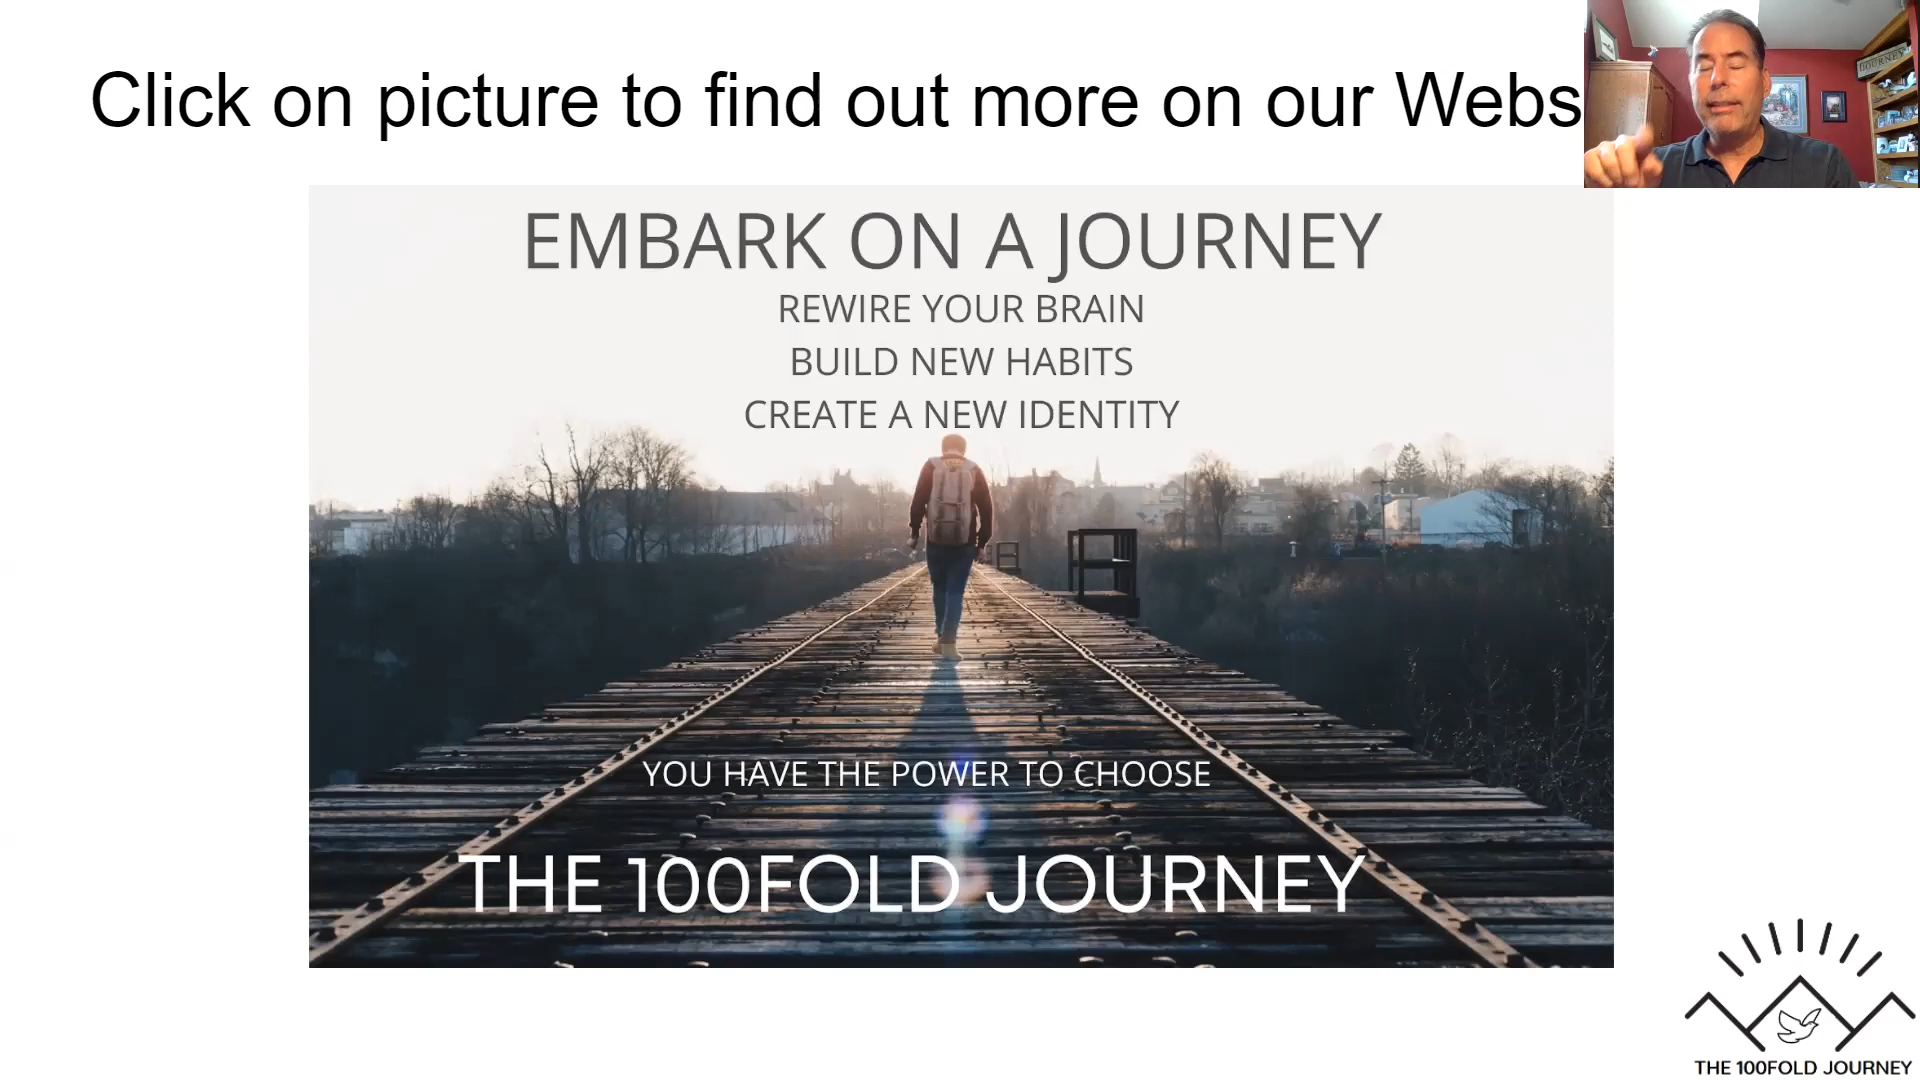 Click on picture to find out more on our Webs
JOURNEY
EMBARK ON A JOURNEY
REWIRE YOUR BRAIN
BUILD NEW HABITS
CREATE A NEW IDENTITY
YOU HAVE THE POWER TO CHOOSE
THE 100FOLD JOURNEY
THE 100FOLD JOURNEY